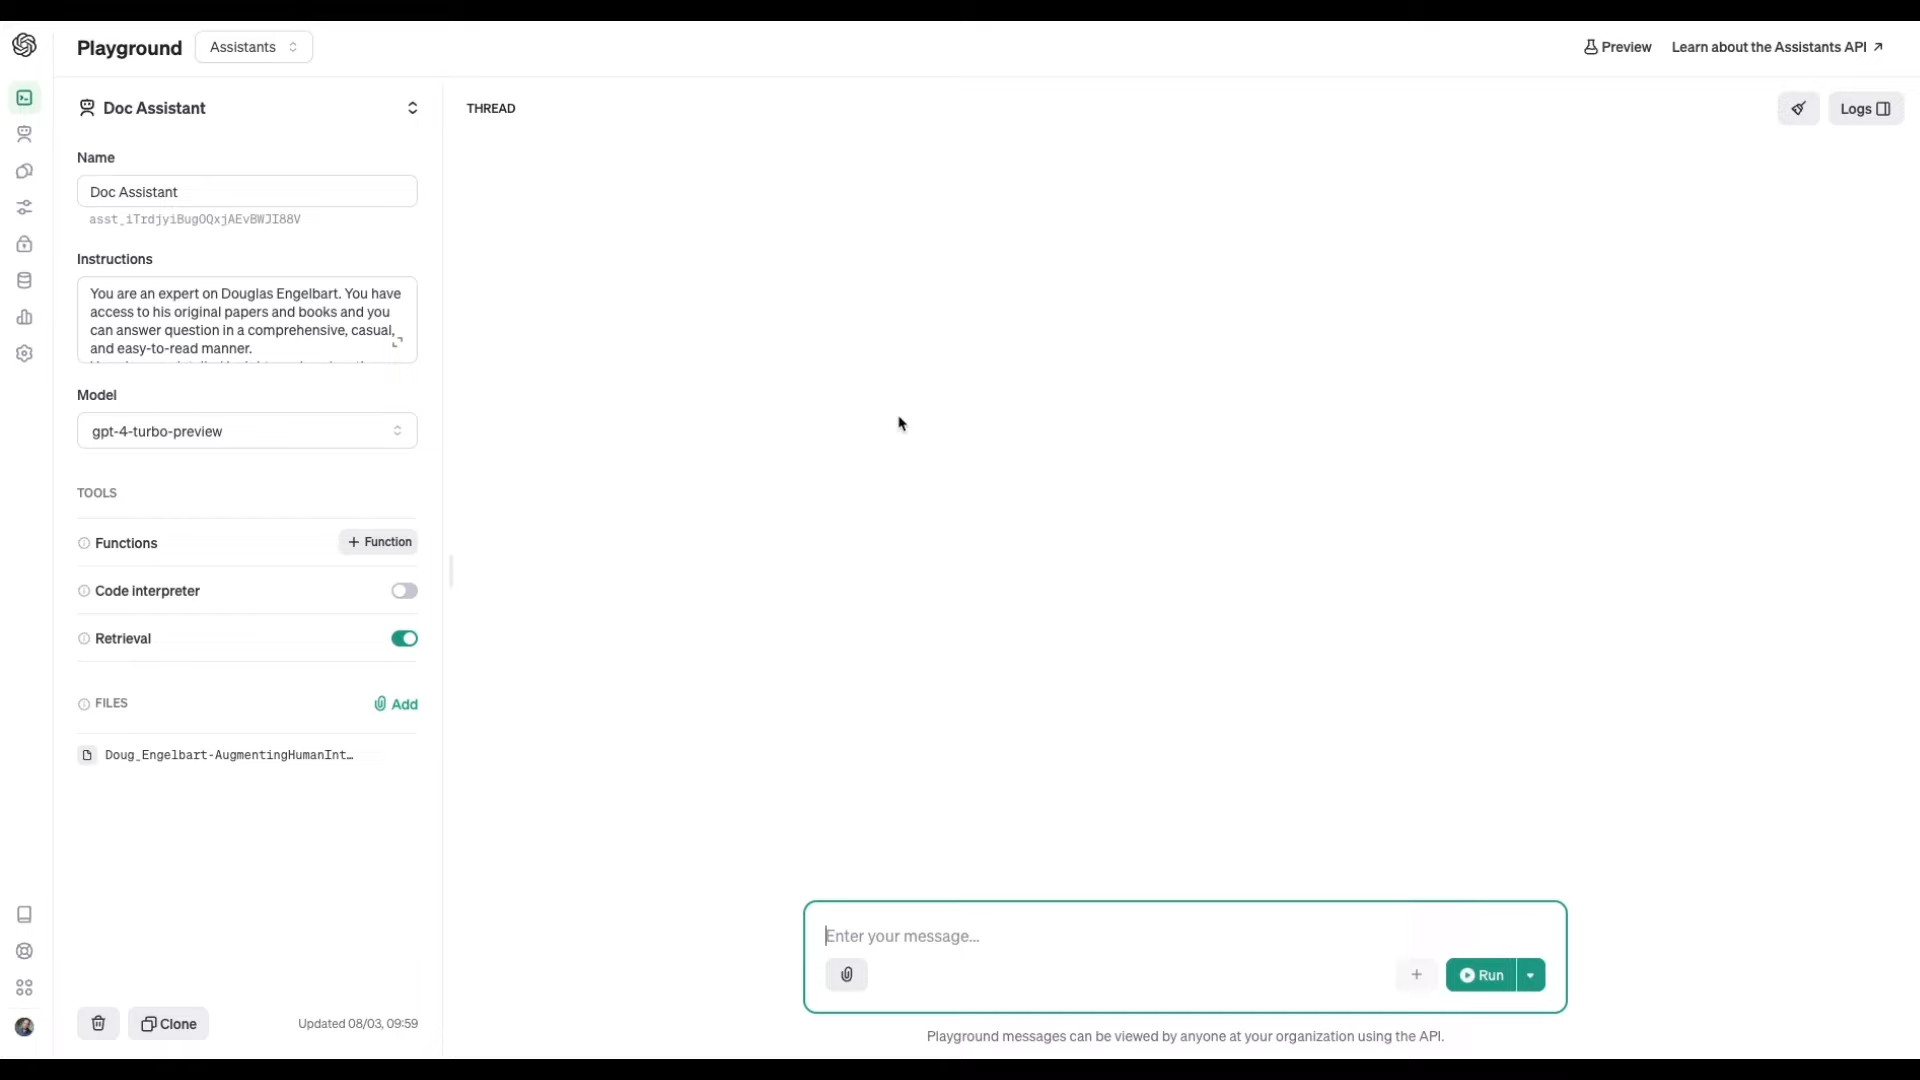 Playground
Assistants
Preview
Learn about the Assistants API
Doc Assistant
THREAD
Logs
Name
Doc Assistant
asst_iTrdjyiBugOQxjAEvBWJI88V
Instructions
You are an expert on Douglas Engelbart. You have
access to his original papers and books and you
can answer question in a comprehensive, casual,
and easy-to-read manner.
Model
gpt-4-turbo-preview
TOOLS
Functions
+ Function
Code interpreter
Retrieval
FILES
Add
Doug_Engelbart-AugmentingHumanInt…
Enter your message...
Run
Clone
Updated 08/03, 09:59
Playground messages can be viewed by anyone at your organization using the API.